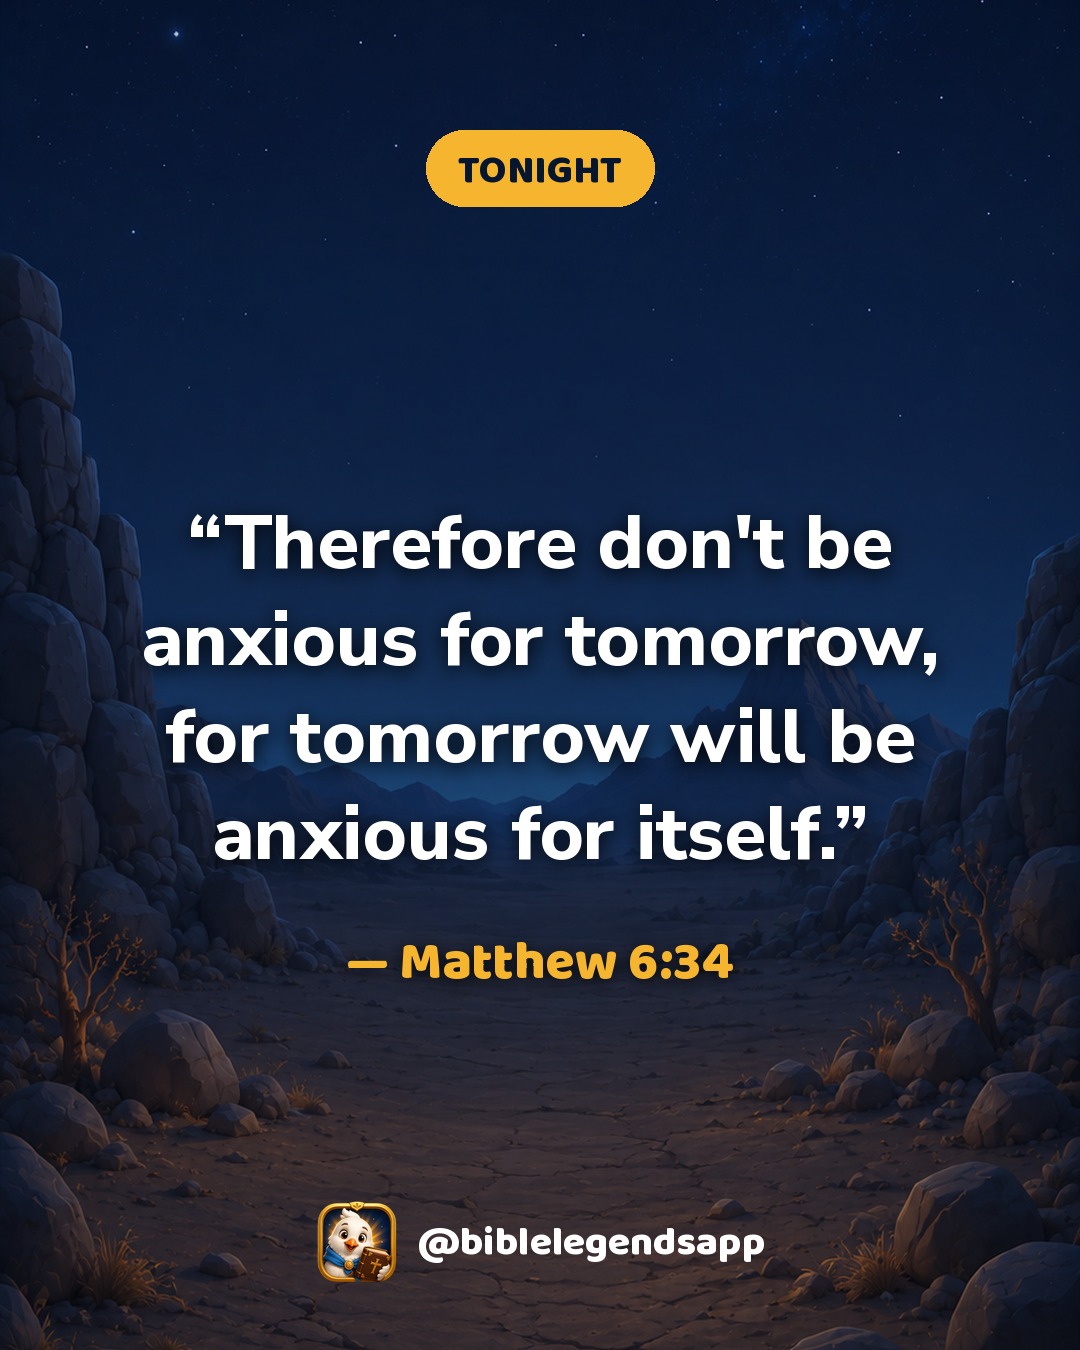 TONIGHT
“Therefore don't be
anxious for tomorrow,
for tomorrow will be
anxious for itself.”
— Matthew 6:34
@biblelegendsapp